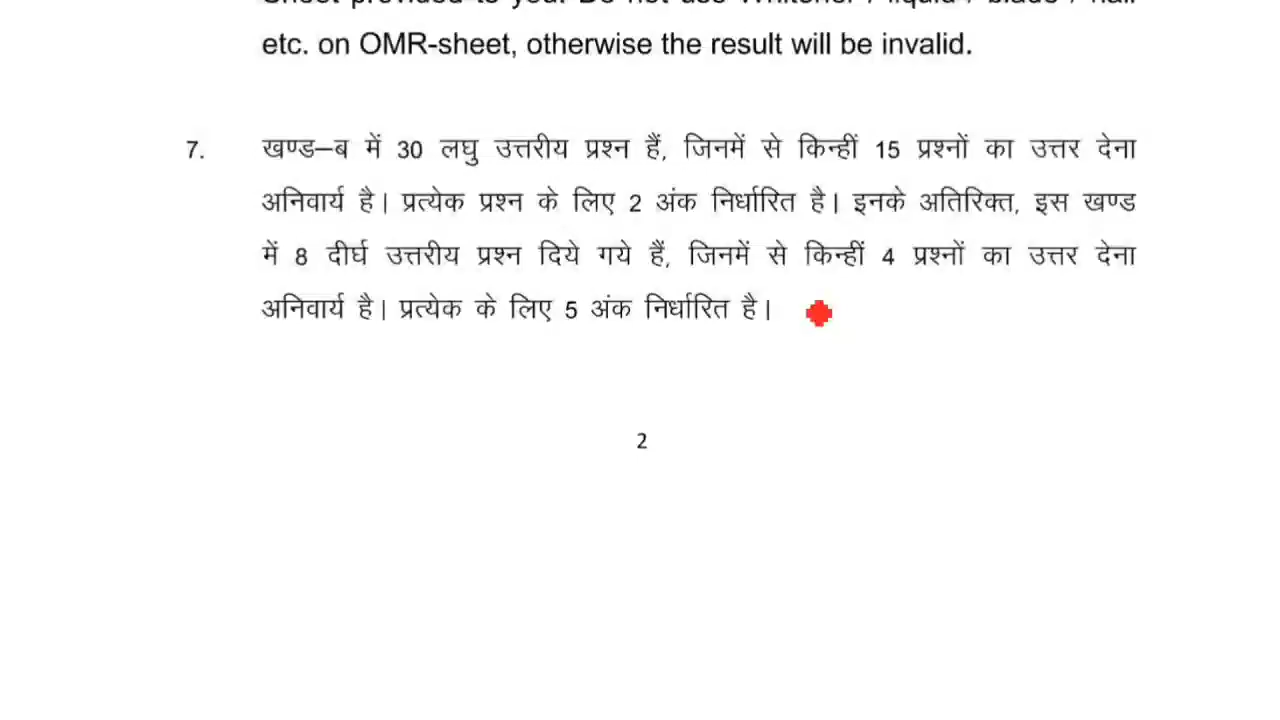 etc. on OMR-sheet, otherwise the result will be invalid.
7. खण्ड–ब में 30 लघु उत्तरीय प्रश्न हैं, जिनमें से किन्हीं 15 प्रश्नों का उत्तर देना
अनिवार्य है। प्रत्येक प्रश्न के लिए 2 अंक निर्धारित है। इनके अतिरिक्त, इस खण्ड
में 8 दीर्घ उत्तरीय प्रश्न दिये गये हैं, जिनमें से किन्हीं 4 प्रश्नों का उत्तर देना
अनिवार्य है। प्रत्येक के लिए 5 अंक निर्धारित है।
2